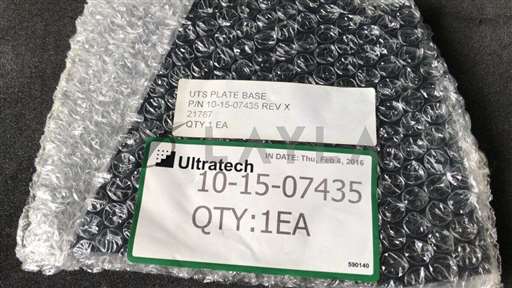 UTS PLATE BASE
P/N 10-15-07435 REV X
21767
QTY:1 EA
Ultratech
IN DATE: Thu, Feb 4, 2016
10-15-07435
QTY:1EA
590140